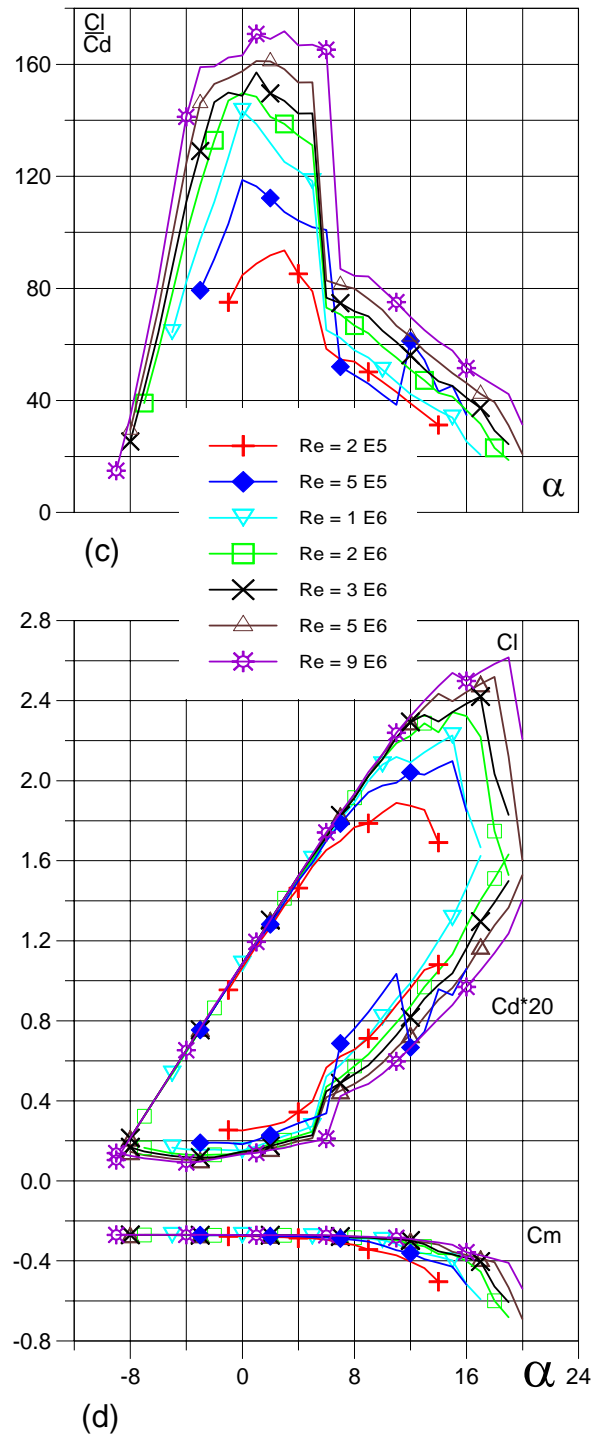 Cl
Cd
160
120
80
40
0
α
(c)
Re = 2 E5
Re = 5 E5
Re = 1 E6
Re = 2 E6
Re = 3 E6
Re = 5 E6
Re = 9 E6
2.8
Cl
2.4
2.0
1.6
1.2
Cd*20
0.8
0.4
0.0
Cm
-0.4
-0.8
-8 0 8 16 α 24
(d)